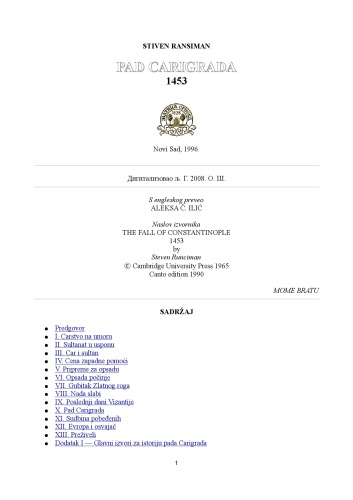 STIVEN RANSIMAN
PAD CARIGRADA
1453
Novi Sad, 1996.
Дигитализовао љ. Г. 2008. О. Ш.
S engleskog preveo
ALEKSA Č. ILIĆ
Naslov izvornika
THE FALL OF CONSTANTINOPLE
1453
by
Steven Runciman
© Cambridge University Press 1965
Canto edition 1990
MOME BRATU
SADRŽAJ
Predgovor
I. Carstvo na umoru
II. Sultanat u usponu
III. Car i sultan
IV. Cena zapadne pomoći
V. Pripreme za opsadu
VI. Opsada počinje
VII. Gubitak Zlatnog roga
VIII. Nada slabi
IX. Poslednji dani Vizantije
X. Pad Carigrada
XI. Sudbina pobeđenih
XII. Evropa i osvajač
XIII. Preživeli
Dodatak I — Glavni izvori za istoriju pada Carigrada
1